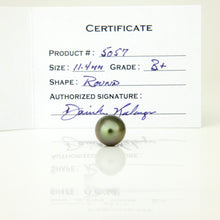 CERTIFICATE
PRODUCT #: 5057
SIZE: 11.4mm GRADE: B+
SHAPE: ROUND
AUTHORIZED SIGNATURE: